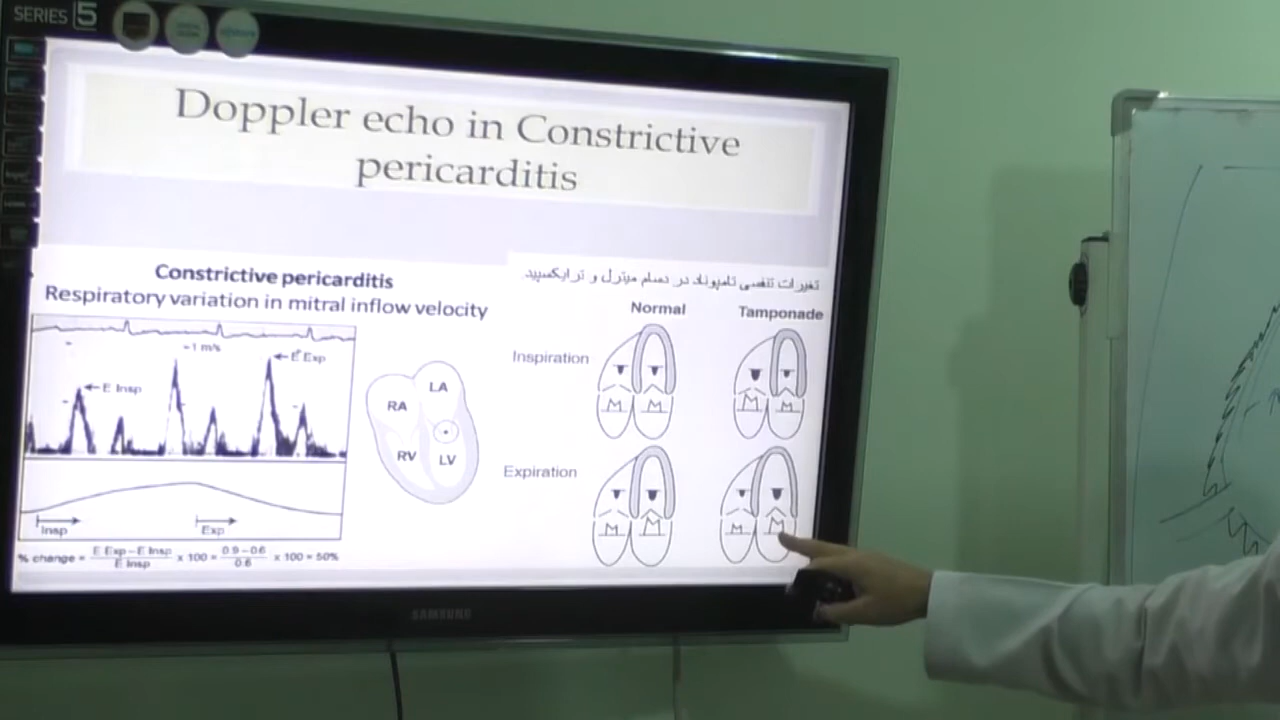 SERIES 5
Doppler echo in Constrictive
pericarditis
Constrictive pericarditis
Respiratory variation in mitral inflow velocity
~1 m/s
E Exp
E Insp
Insp
Exp
% change = E Exp – E Insp / E Insp x 100 = 0.9 – 0.6 / 0.6 x 100 = 50%
LA
RA
RV
LV
تغیرات تنفسی تامپوناد در دسام میترل و ترایکسپید
Normal
Tamponade
Inspiration
Expiration
SAMSUNG